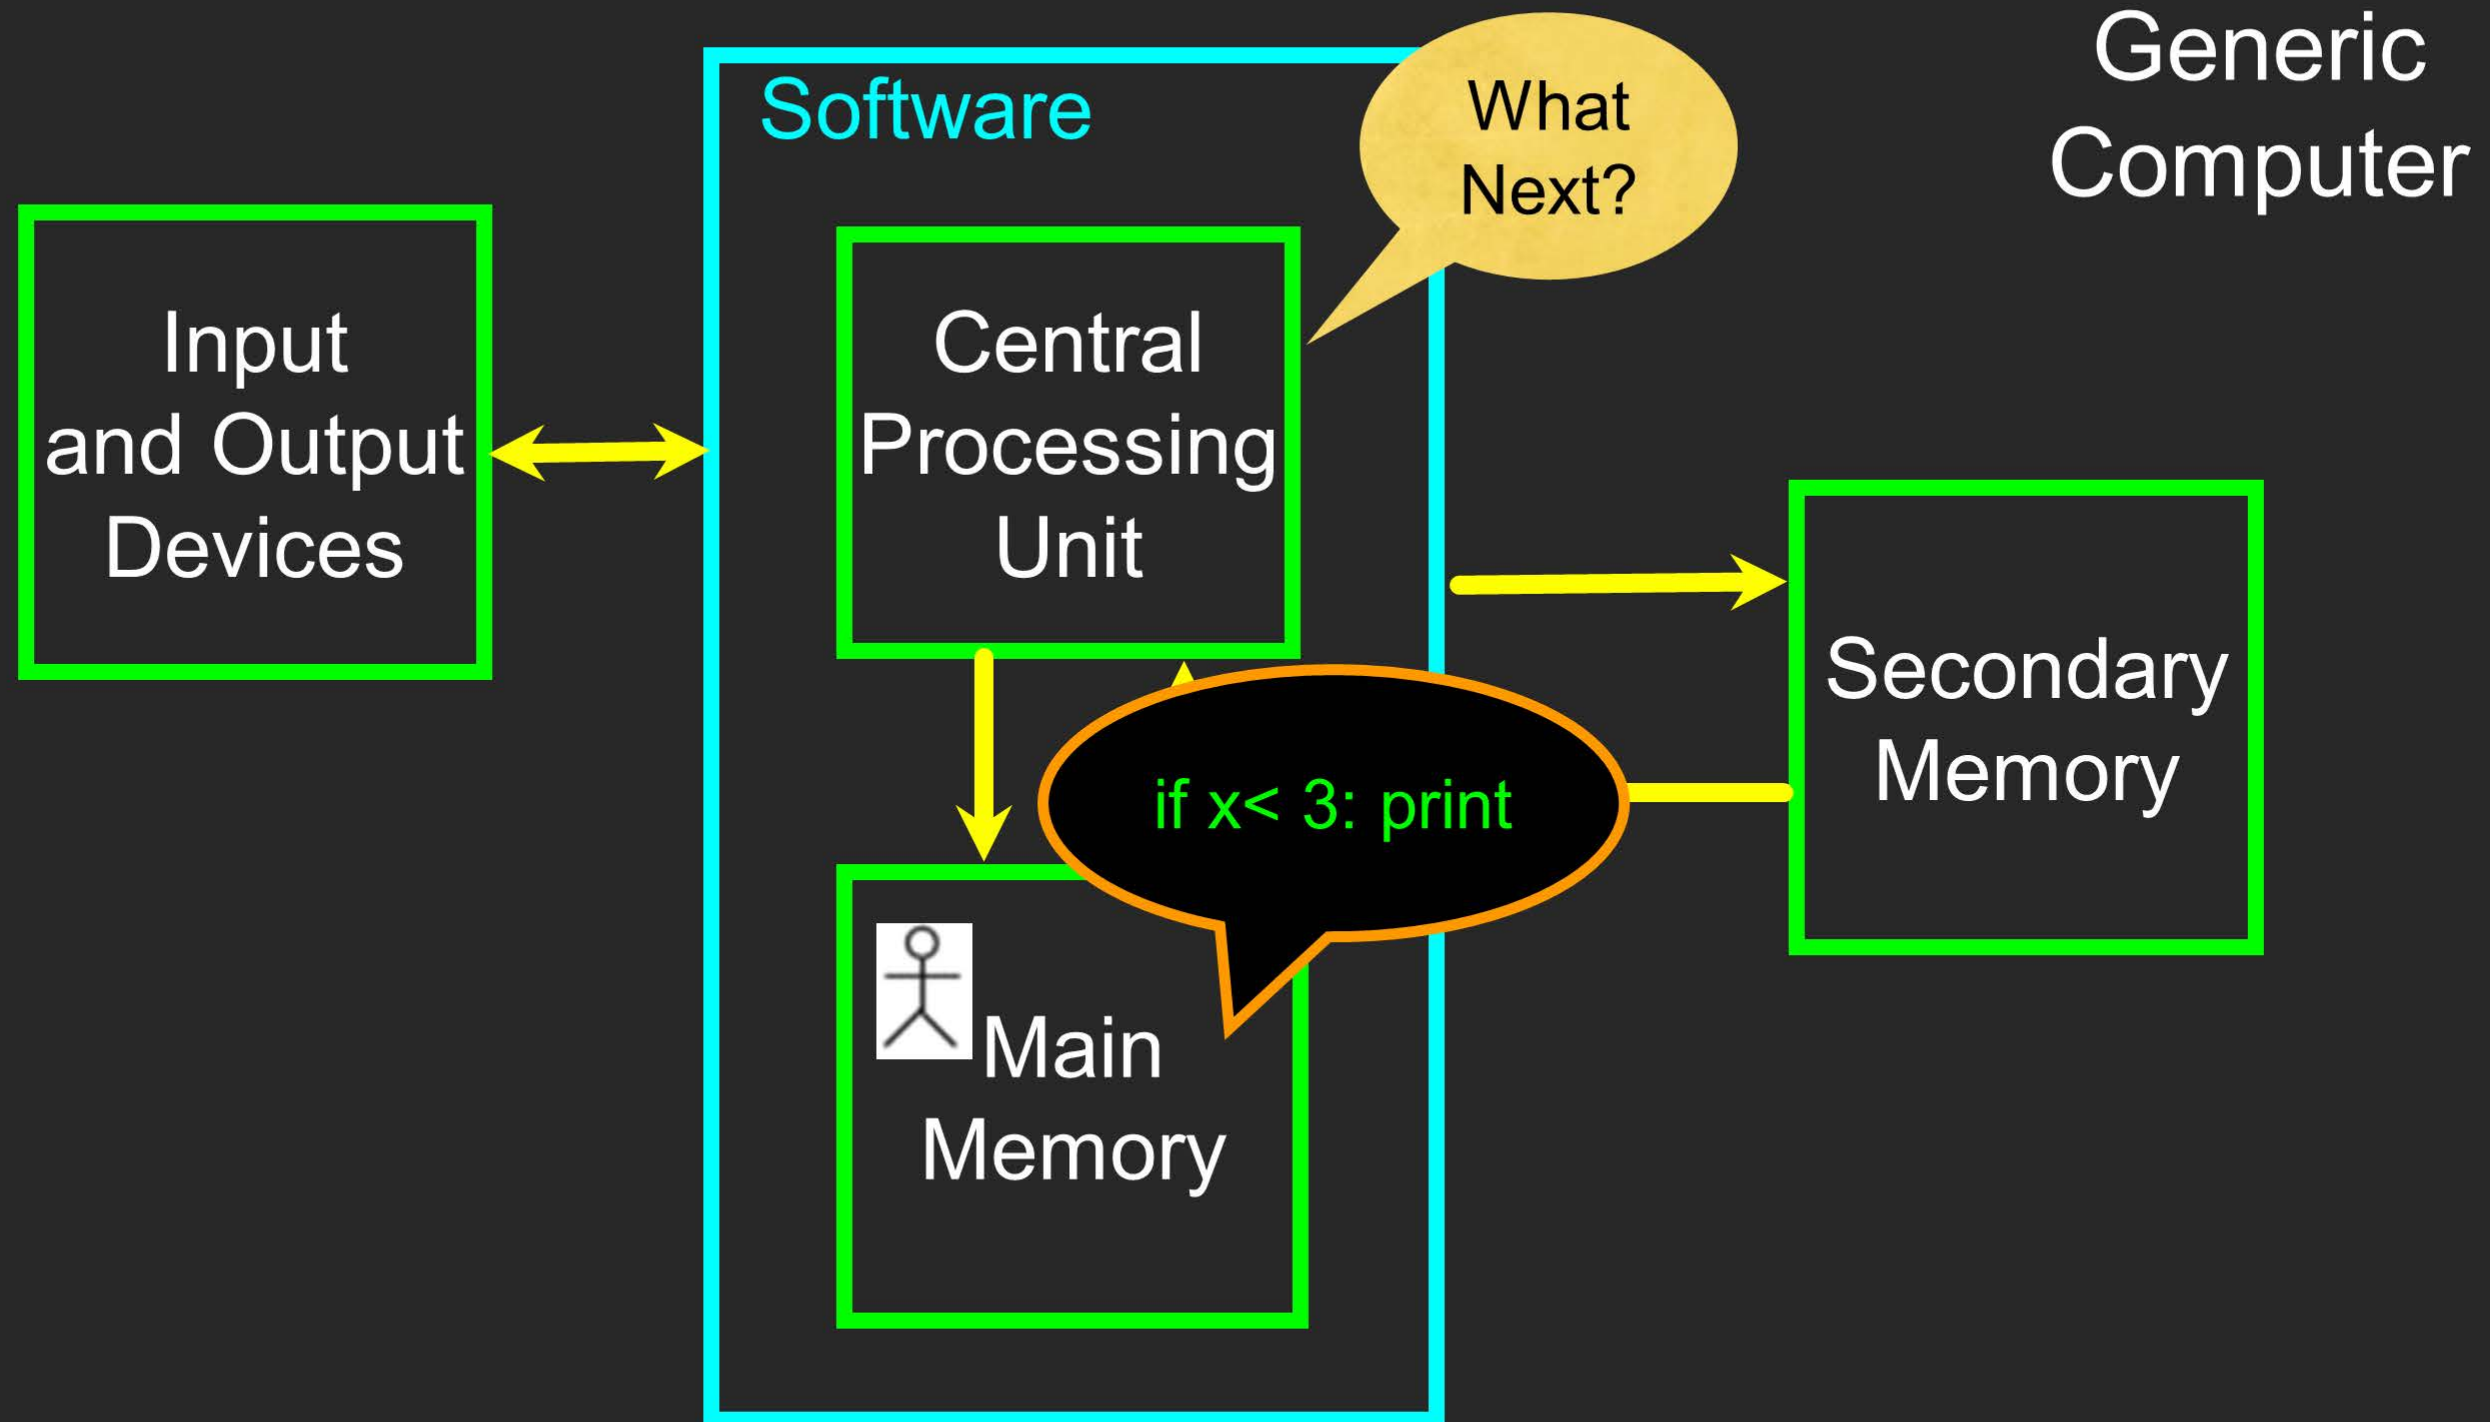 Generic
Computer
Software
What
Next?
Input
and Output
Devices
Central
Processing
Unit
Secondary
Memory
if x< 3: print
Main
Memory